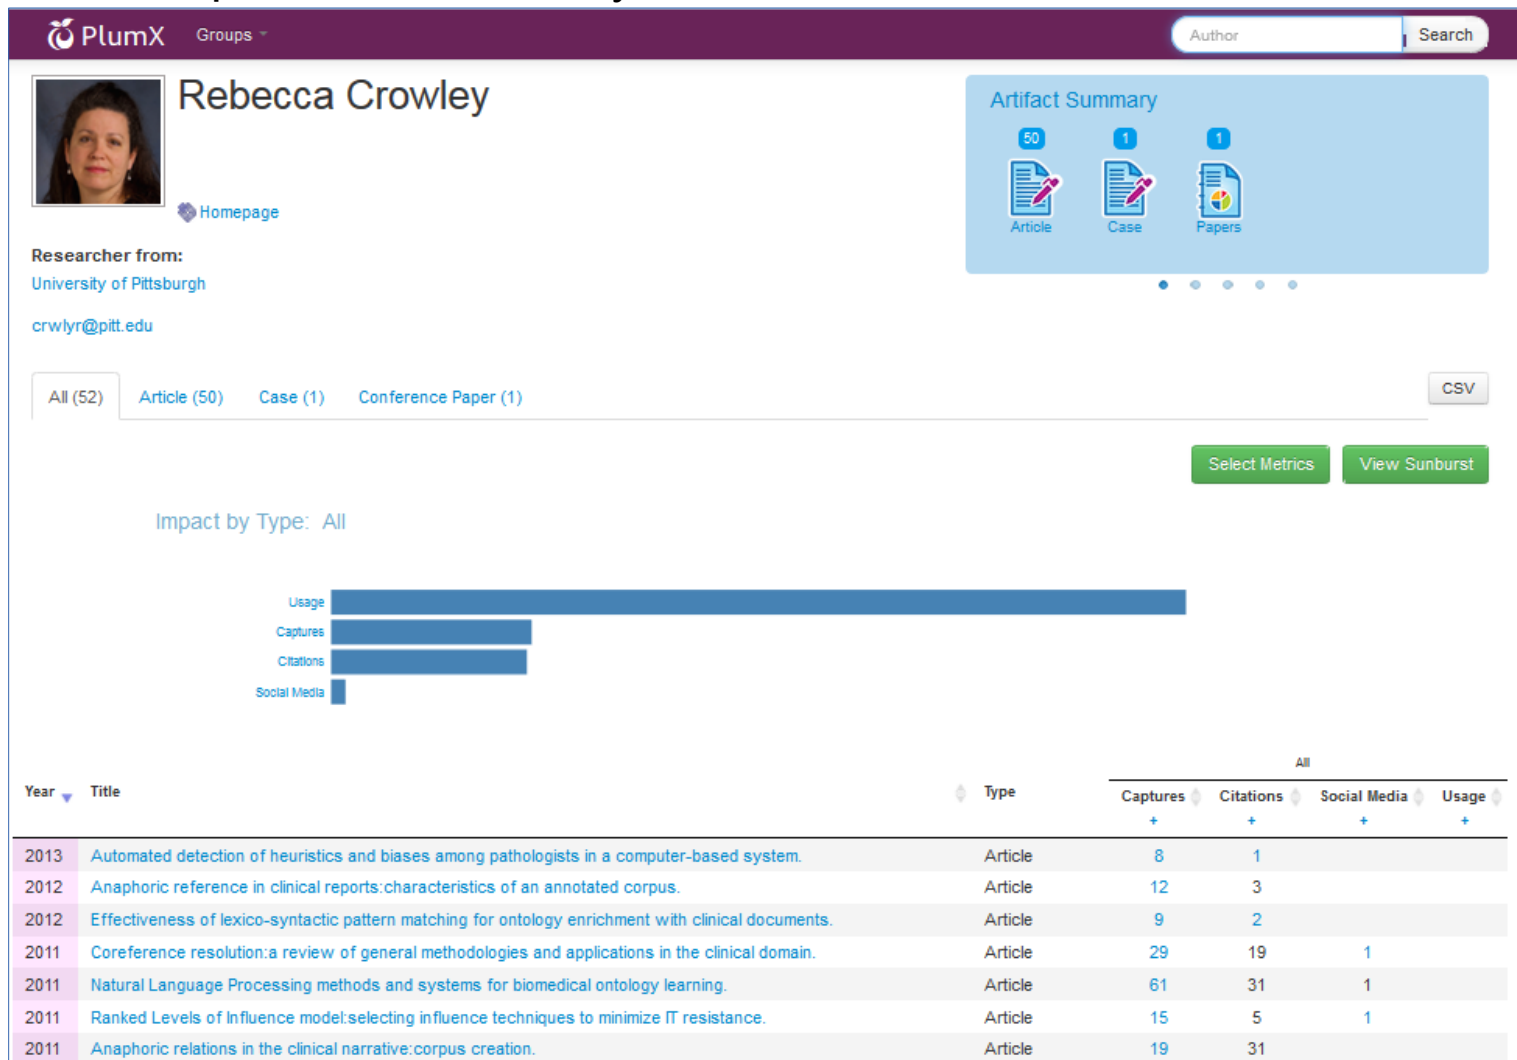 PlumX Groups Author Search
Rebecca Crowley
Homepage
Researcher from:
University of Pittsburgh
crwlyr@pitt.edu
Artifact Summary
50 1 1
Article Case Papers
All (52) Article (50) Case (1) Conference Paper (1) CSV
Select Metrics View Sunburst
Impact by Type: All
Usage
Captures
Citations
Social Media
All
Year Title Type Captures Citations Social Media Usage
+ + + +
2013 Automated detection of heuristics and biases among pathologists in a computer-based system. Article 8 1
2012 Anaphoric reference in clinical reports:characteristics of an annotated corpus. Article 12 3
2012 Effectiveness of lexico-syntactic pattern matching for ontology enrichment with clinical documents. Article 9 2
2011 Coreference resolution:a review of general methodologies and applications in the clinical domain. Article 29 19 1
2011 Natural Language Processing methods and systems for biomedical ontology learning. Article 61 31 1
2011 Ranked Levels of Influence model:selecting influence techniques to minimize IT resistance. Article 15 5 1
2011 Anaphoric relations in the clinical narrative:corpus creation. Article 19 31